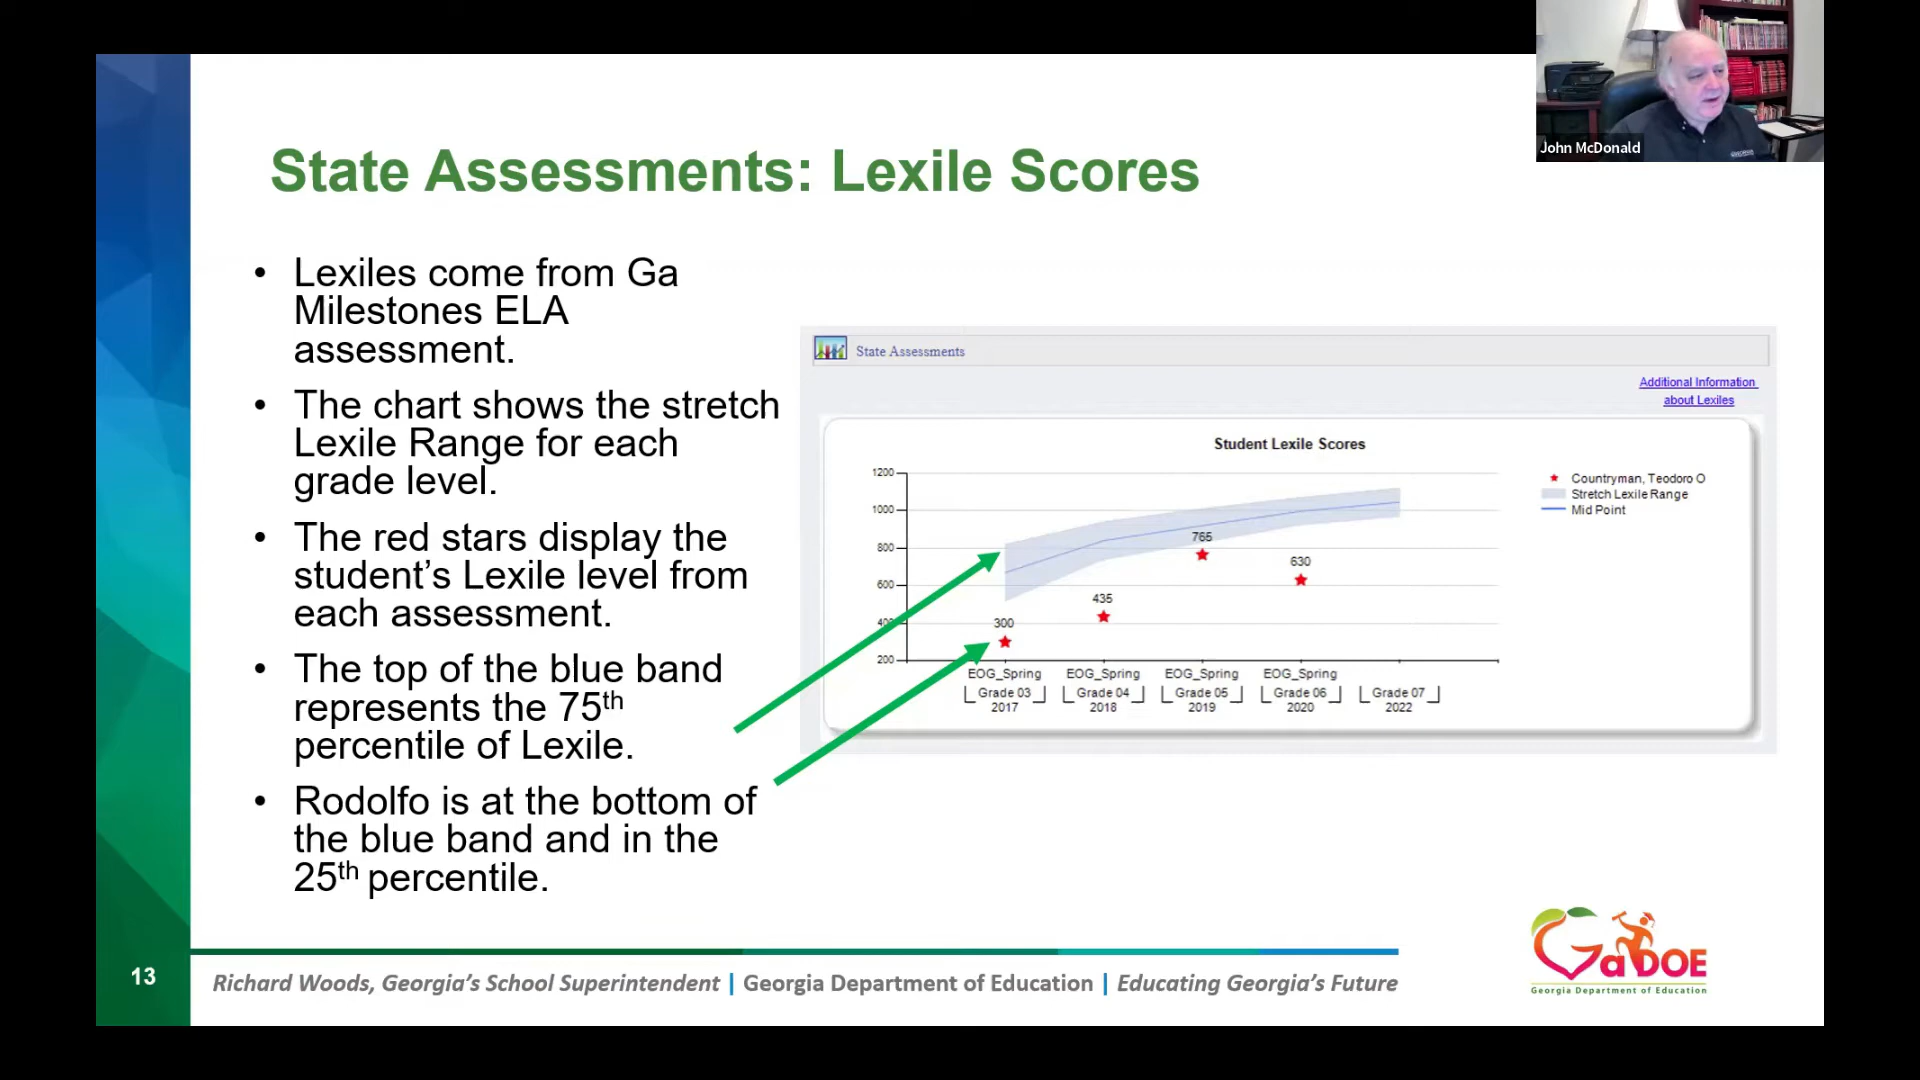 John McDonald
State Assessments: Lexile Scores
• Lexiles come from Ga
Milestones ELA
assessment.
• The chart shows the stretch
Lexile Range for each
grade level.
• The red stars display the
student’s Lexile level from
each assessment.
• The top of the blue band
represents the 75th
percentile of Lexile.
• Rodolfo is at the bottom of
the blue band and in the
25th percentile.
State Assessments
Additional Information
about Lexiles
Student Lexile Scores
1200
1000
800
600
400
200
765
630
435
300
Countryman, Teodoro O
Stretch Lexile Range
Mid Point
EOG_Spring EOG_Spring EOG_Spring EOG_Spring
Grade 03 Grade 04 Grade 05 Grade 06 Grade 07
2017 2018 2019 2020 2022
13
Richard Woods, Georgia’s School Superintendent | Georgia Department of Education | Educating Georgia’s Future
GaDOE
Georgia Department of Education